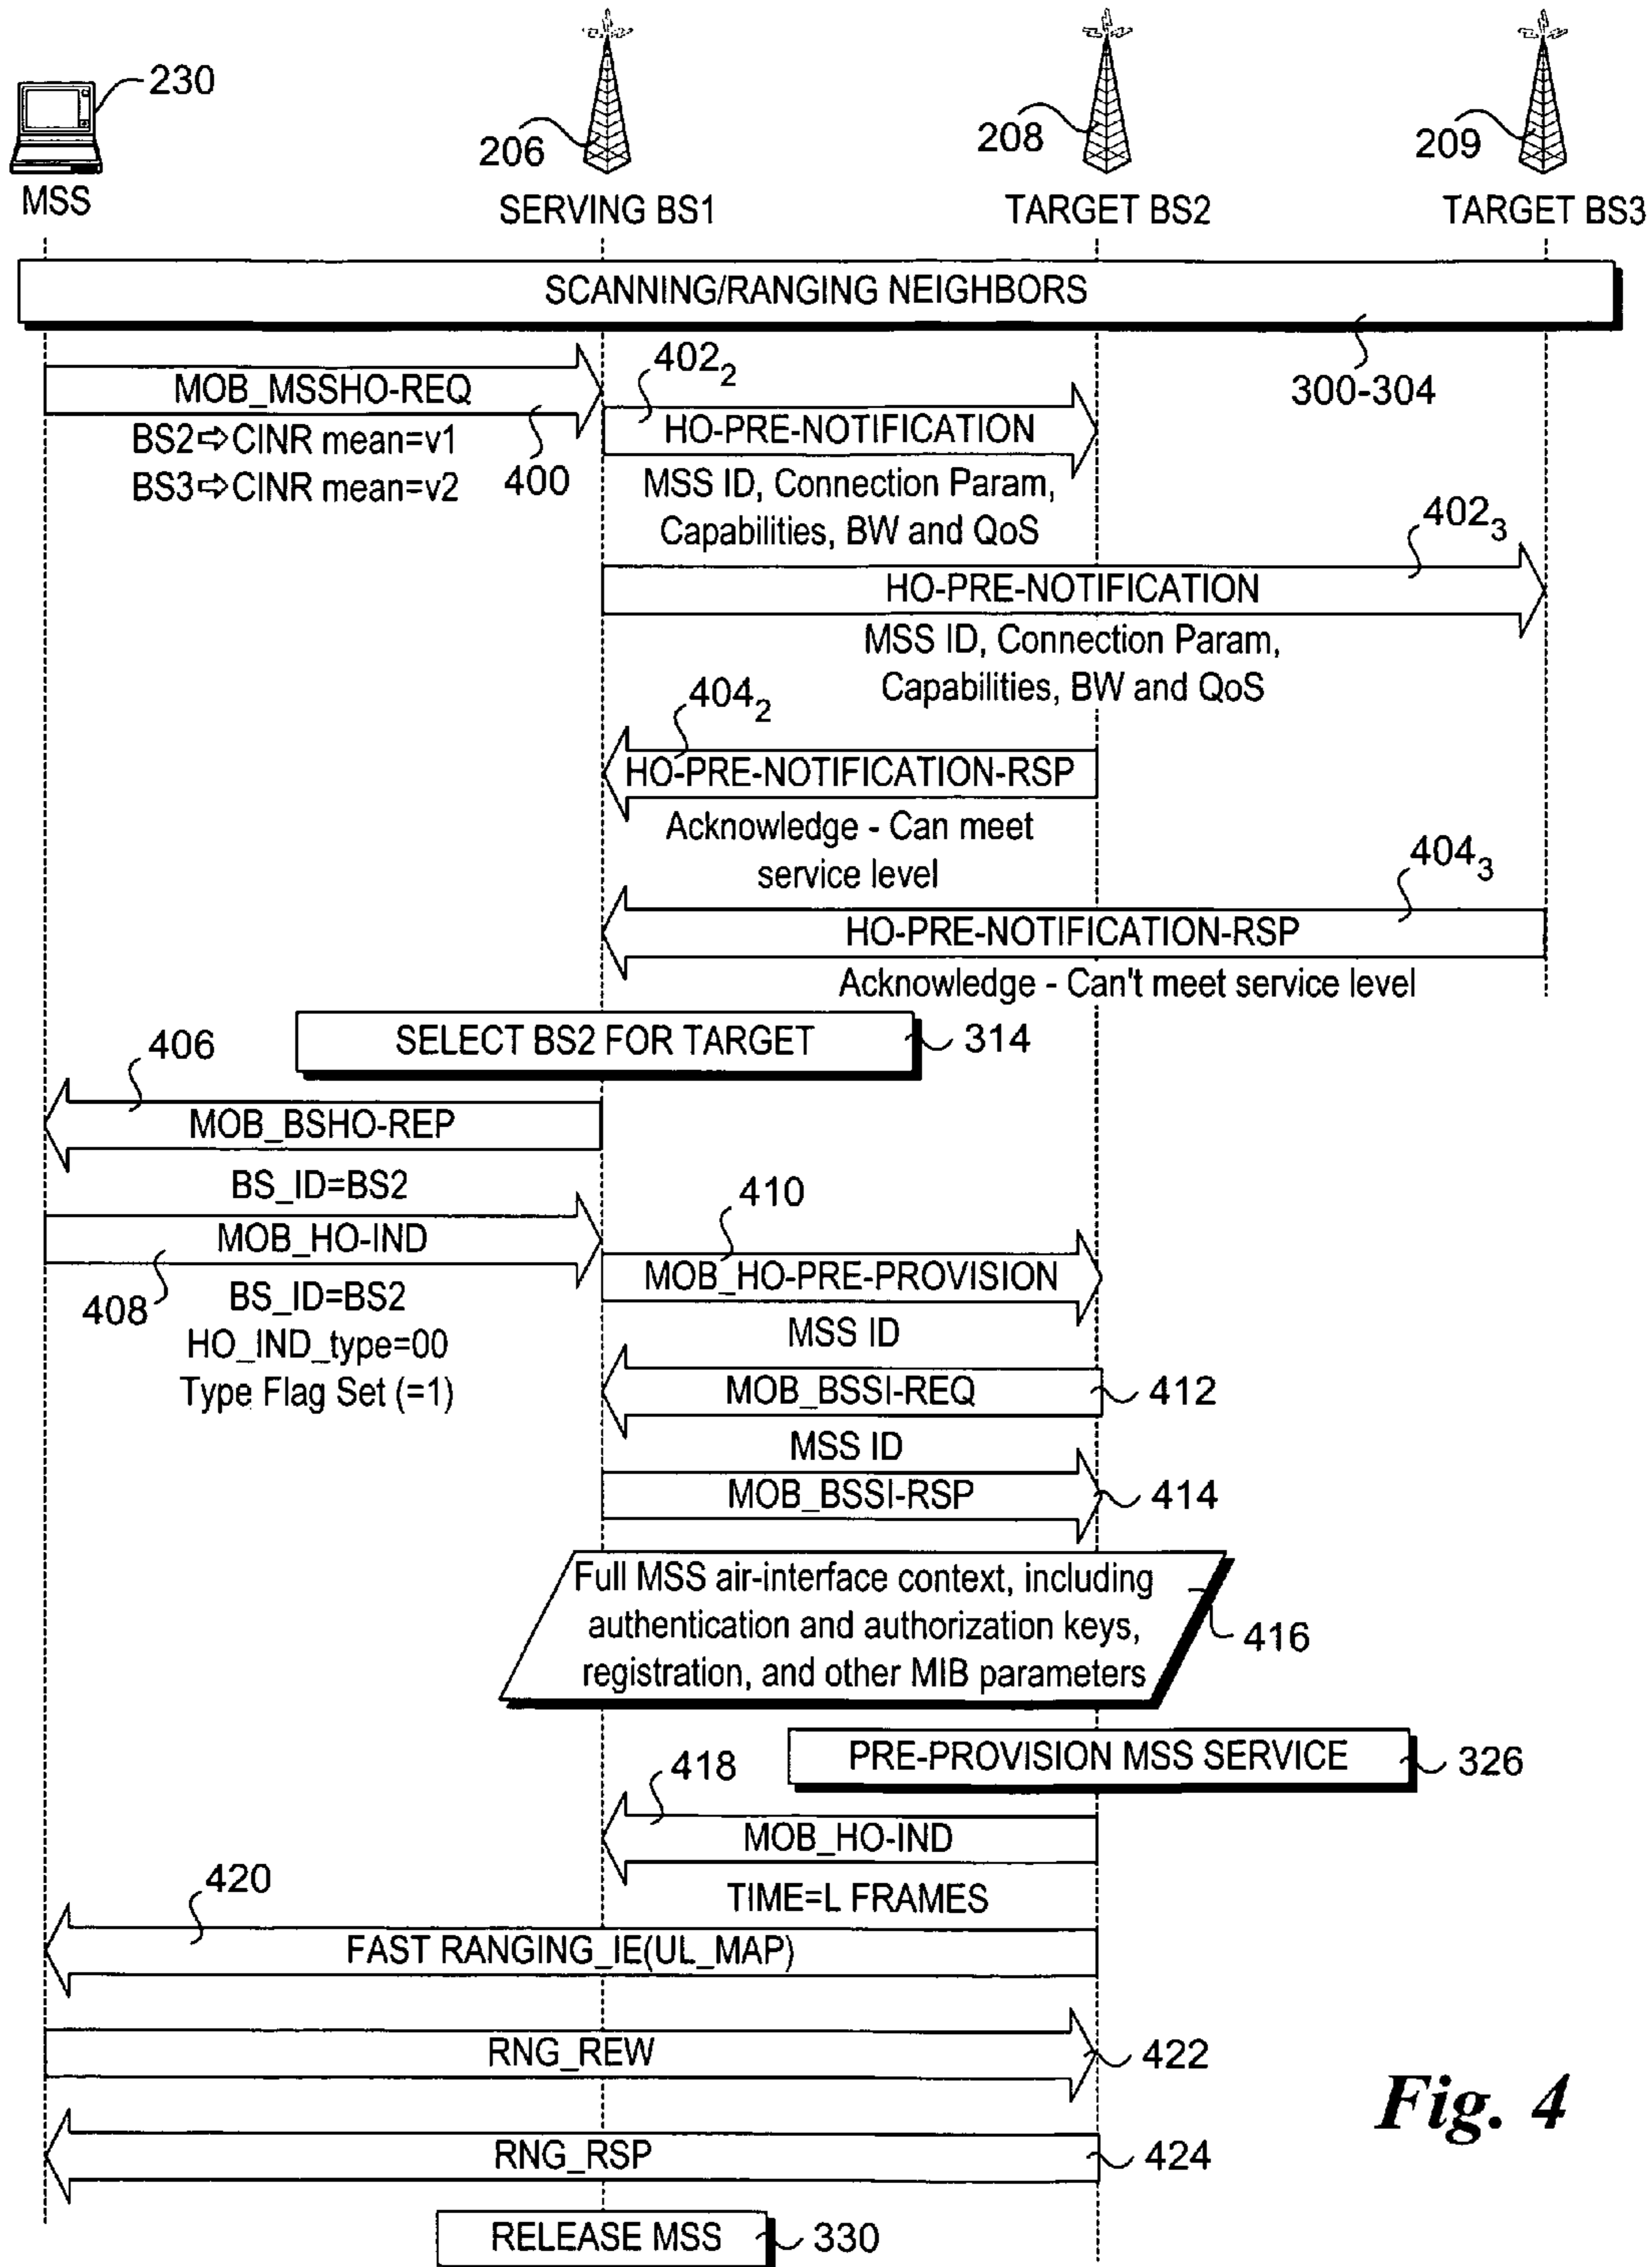 230
206
208
209
MSS
SERVING BS1
TARGET BS2
TARGET BS3
SCANNING/RANGING NEIGHBORS
300-304
MOB_MSSHO-REQ
BS2⇨CINR mean=v1
BS3⇨CINR mean=v2
400
402₂
HO-PRE-NOTIFICATION
MSS ID, Connection Param,
Capabilities, BW and QoS
402₃
HO-PRE-NOTIFICATION
MSS ID, Connection Param,
Capabilities, BW and QoS
404₂
HO-PRE-NOTIFICATION-RSP
Acknowledge - Can meet
service level
404₃
HO-PRE-NOTIFICATION-RSP
Acknowledge - Can't meet service level
SELECT BS2 FOR TARGET
314
406
MOB_BSHO-REP
BS_ID=BS2
MOB_HO-IND
408
BS_ID=BS2
HO_IND_type=00
Type Flag Set (=1)
410
MOB_HO-PRE-PROVISION
MSS ID
MOB_BSSI-REQ
412
MSS ID
MOB_BSSI-RSP
414
Full MSS air-interface context, including
authentication and authorization keys,
registration, and other MIB parameters
416
PRE-PROVISION MSS SERVICE
326
418
MOB_HO-IND
TIME=L FRAMES
420
FAST RANGING_IE(UL_MAP)
RNG_REW
422
RNG_RSP
424
RELEASE MSS
330
Fig. 4